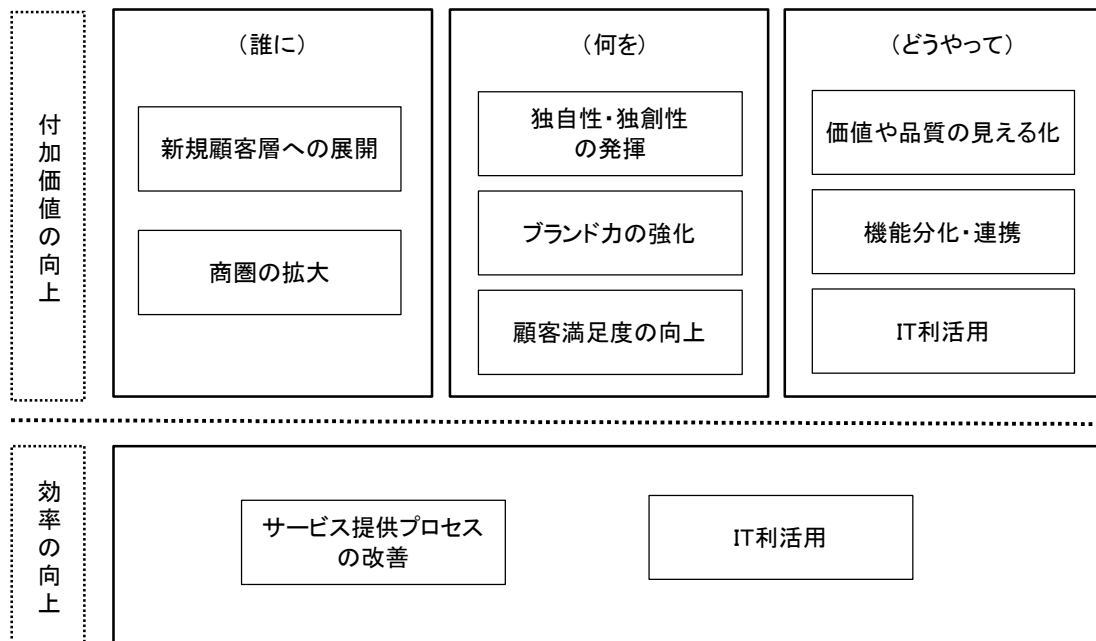 付加価値の向上
（誰に）
新規顧客層への展開
商圏の拡大
（何を）
独自性・独創性
の発揮
ブランド力の強化
顧客満足度の向上
（どうやって）
価値や品質の見える化
機能分化・連携
IT利活用
効率の向上
サービス提供プロセス
の改善
IT利活用